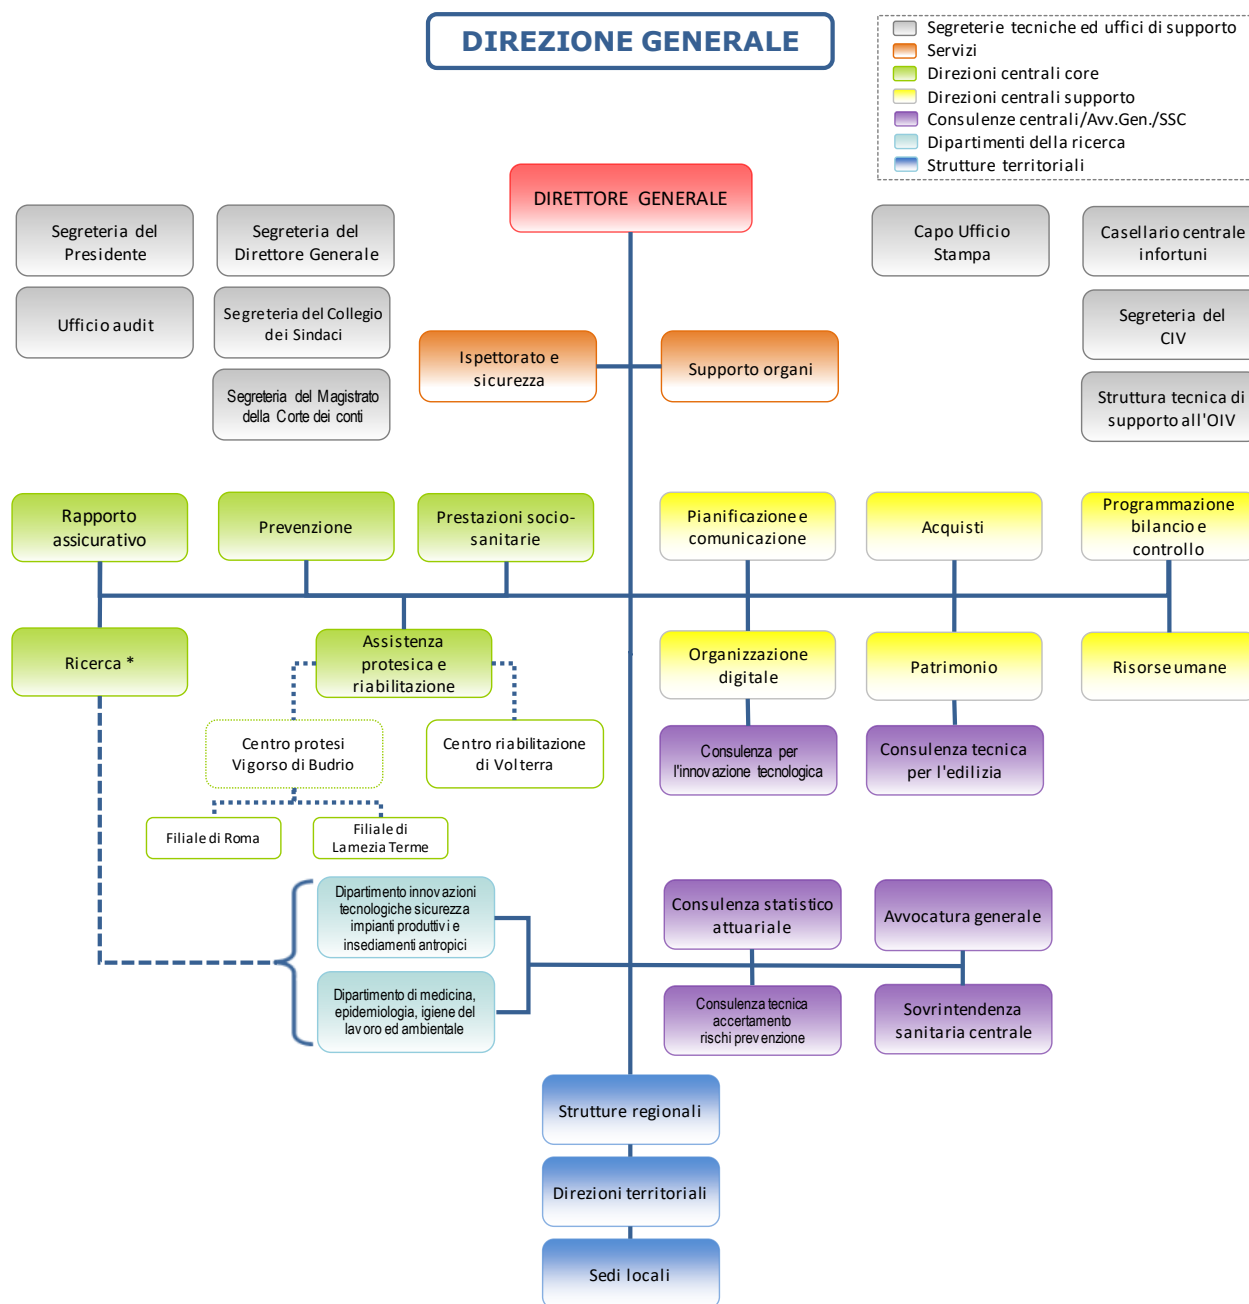 DIREZIONE GENERALE
Segreterie tecniche ed uffici di supporto
Servizi
Direzioni centrali core
Direzioni centrali supporto
Consulenze centrali/Avv.Gen./SSC
Dipartimenti della ricerca
Strutture territoriali
DIRETTORE GENERALE
Segreteria del
Presidente
Segreteria del
Direttore Generale
Capo Ufficio
Stampa
Casellario centrale
infortuni
Ufficio audit
Segreteria del Collegio
dei Sindaci
Segreteria del
CIV
Ispettorato e
sicurezza
Supporto organi
Segreteria del Magistrato
della Corte dei conti
Struttura tecnica di
supporto all'OIV
Rapporto
assicurativo
Prevenzione
Prestazioni socio-
sanitarie
Pianificazione e
comunicazione
Acquisti
Programmazione
bilancio e
controllo
Ricerca *
Assistenza
protesica e
riabilitazione
Organizzazione
digitale
Patrimonio
Risorse umane
Centro protesi
Vigorso di Budrio
Centro riabilitazione
di Volterra
Consulenza per
l'innovazione tecnologica
Consulenza tecnica
per l'edilizia
Filiale di Roma
Filiale di
Lamezia Terme
Dipartimento innovazioni
tecnologiche sicurezza
impianti produttivi e
insediamenti antropici
Consulenza statistico
attuariale
Avvocatura generale
Dipartimento di medicina,
epidemiologia, igiene del
lavoro ed ambientale
Consulenza tecnica
accertamento
rischi prevenzione
Sovrintendenza
sanitaria centrale
Strutture regionali
Direzioni territoriali
Sedi locali